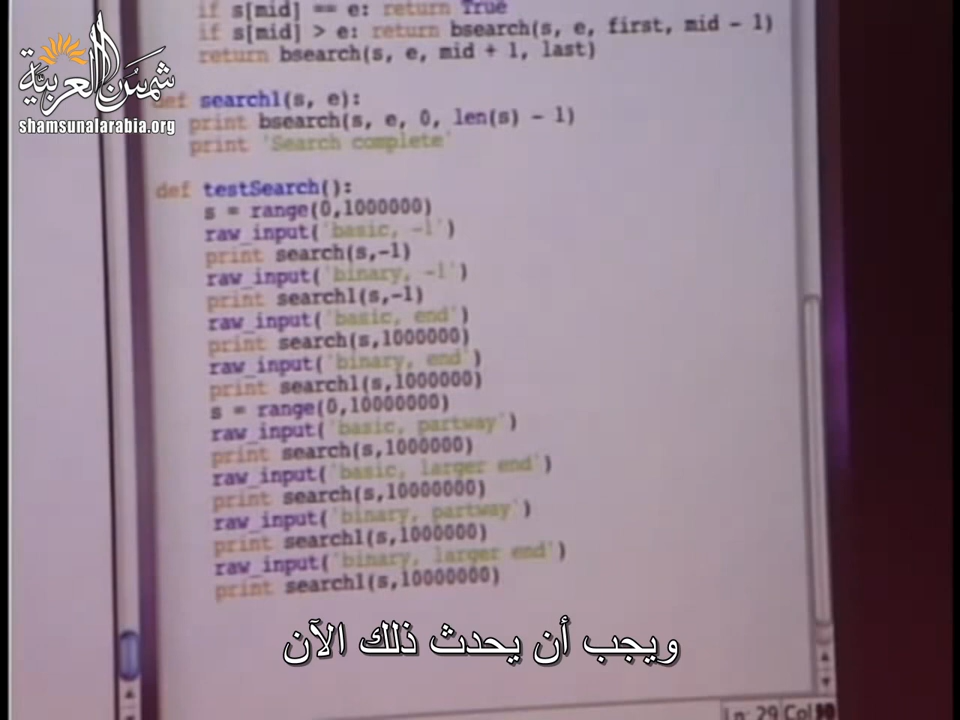 if s[mid] == e: return True
if s[mid] > e: return bsearch(s, e, first, mid - 1)
return bsearch(s, e, mid + 1, last)
شمس العربية
shamsunalarabia.org
def search1(s, e):
print bsearch(s, e, 0, len(s) - 1)
print 'Search complete'
def testSearch():
s = range(0,1000000)
raw_input('basic, -1')
print search(s,-1)
raw_input('binary, -1')
print search1(s,-1)
raw_input('basic, end')
print search(s,1000000)
raw_input('binary, end')
print search1(s,1000000)
s = range(0,10000000)
raw_input('basic, partway')
print search(s,1000000)
raw_input('basic, larger end')
print search(s,10000000)
raw_input('binary, partway')
print search1(s,1000000)
raw_input('binary, larger end')
print search1(s,10000000)
ويجب أن يحدث ذلك الآن
Ln: 29 Col